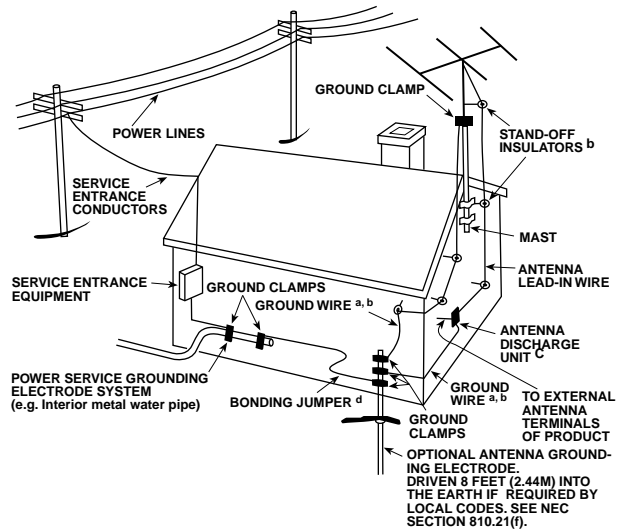 GROUND CLAMP
POWER LINES
STAND-OFF
INSULATORS b
SERVICE
ENTRANCE
CONDUCTORS
MAST
ANTENNA
LEAD-IN WIRE
SERVICE ENTRANCE
EQUIPMENT
GROUND CLAMPS
GROUND WIRE a, b
ANTENNA
DISCHARGE
UNIT C
POWER SERVICE GROUNDING
ELECTRODE SYSTEM
(e.g. Interior metal water pipe)
BONDING JUMPER d
GROUND
CLAMPS
GROUND
WIRE a, b
TO EXTERNAL
ANTENNA
TERMINALS
OF PRODUCT
OPTIONAL ANTENNA GROUND-
ING ELECTRODE.
DRIVEN 8 FEET (2.44M) INTO
THE EARTH IF REQUIRED BY
LOCAL CODES. SEE NEC
SECTION 810.21(f).